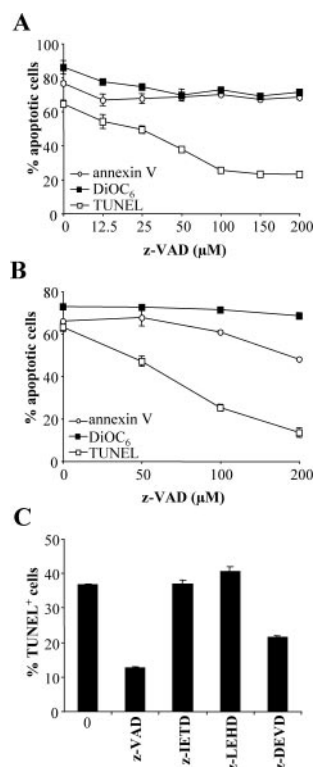 A
% apoptotic cells
100
80
60
40
20
0
annexin V
DiOC6
TUNEL
0 12.5 25 50 100 150 200
z-VAD (µM)
B
% apoptotic cells
80
60
40
20
0
annexin V
DiOC6
TUNEL
0 50 100 200
z-VAD (µM)
C
% TUNEL+ cells
50
40
30
20
10
0
0
z-VAD
z-IETD
z-LEHD
z-DEVD